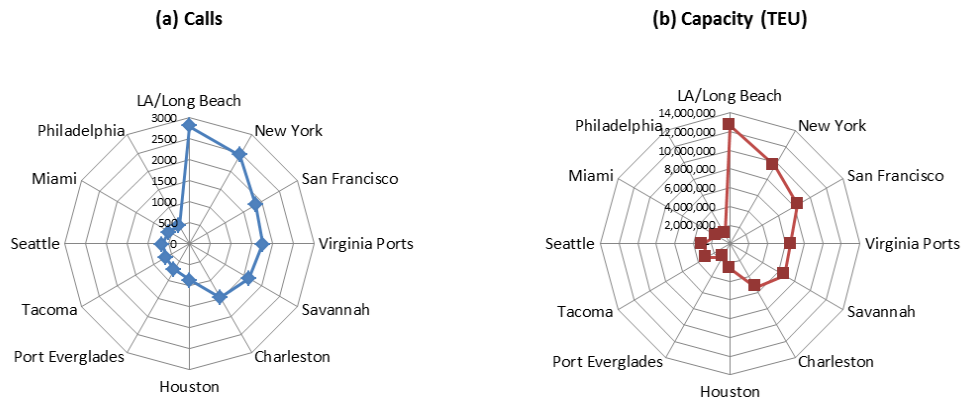 (a) Calls
(b) Capacity (TEU)
LA/Long Beach
3000
2500
2000
1500
1000
500
0
New York
San Francisco
Virginia Ports
Savannah
Charleston
Houston
Port Everglades
Tacoma
Seattle
Miami
Philadelphia
LA/Long Beach
14,000,000
12,000,000
10,000,000
8,000,000
6,000,000
4,000,000
2,000,000
New York
San Francisco
Virginia Ports
Savannah
Charleston
Houston
Port Everglades
Tacoma
Seattle
Miami
Philadelphia